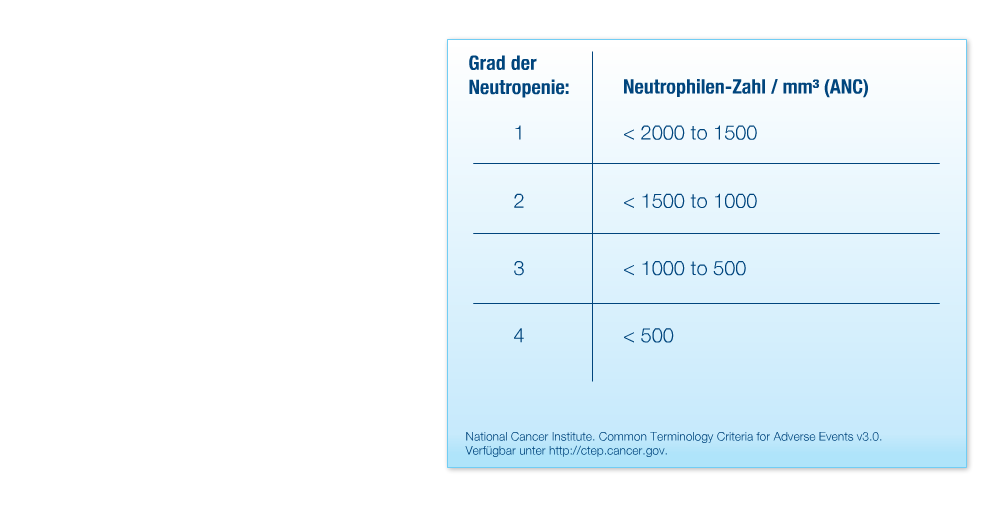 Grad der
Neutropenie:
Neutrophilen-Zahl / mm³ (ANC)
1 < 2000 to 1500
2 < 1500 to 1000
3 < 1000 to 500
4 < 500
National Cancer Institute. Common Terminology Criteria for Adverse Events v3.0.
Verfügbar unter http://ctep.cancer.gov.